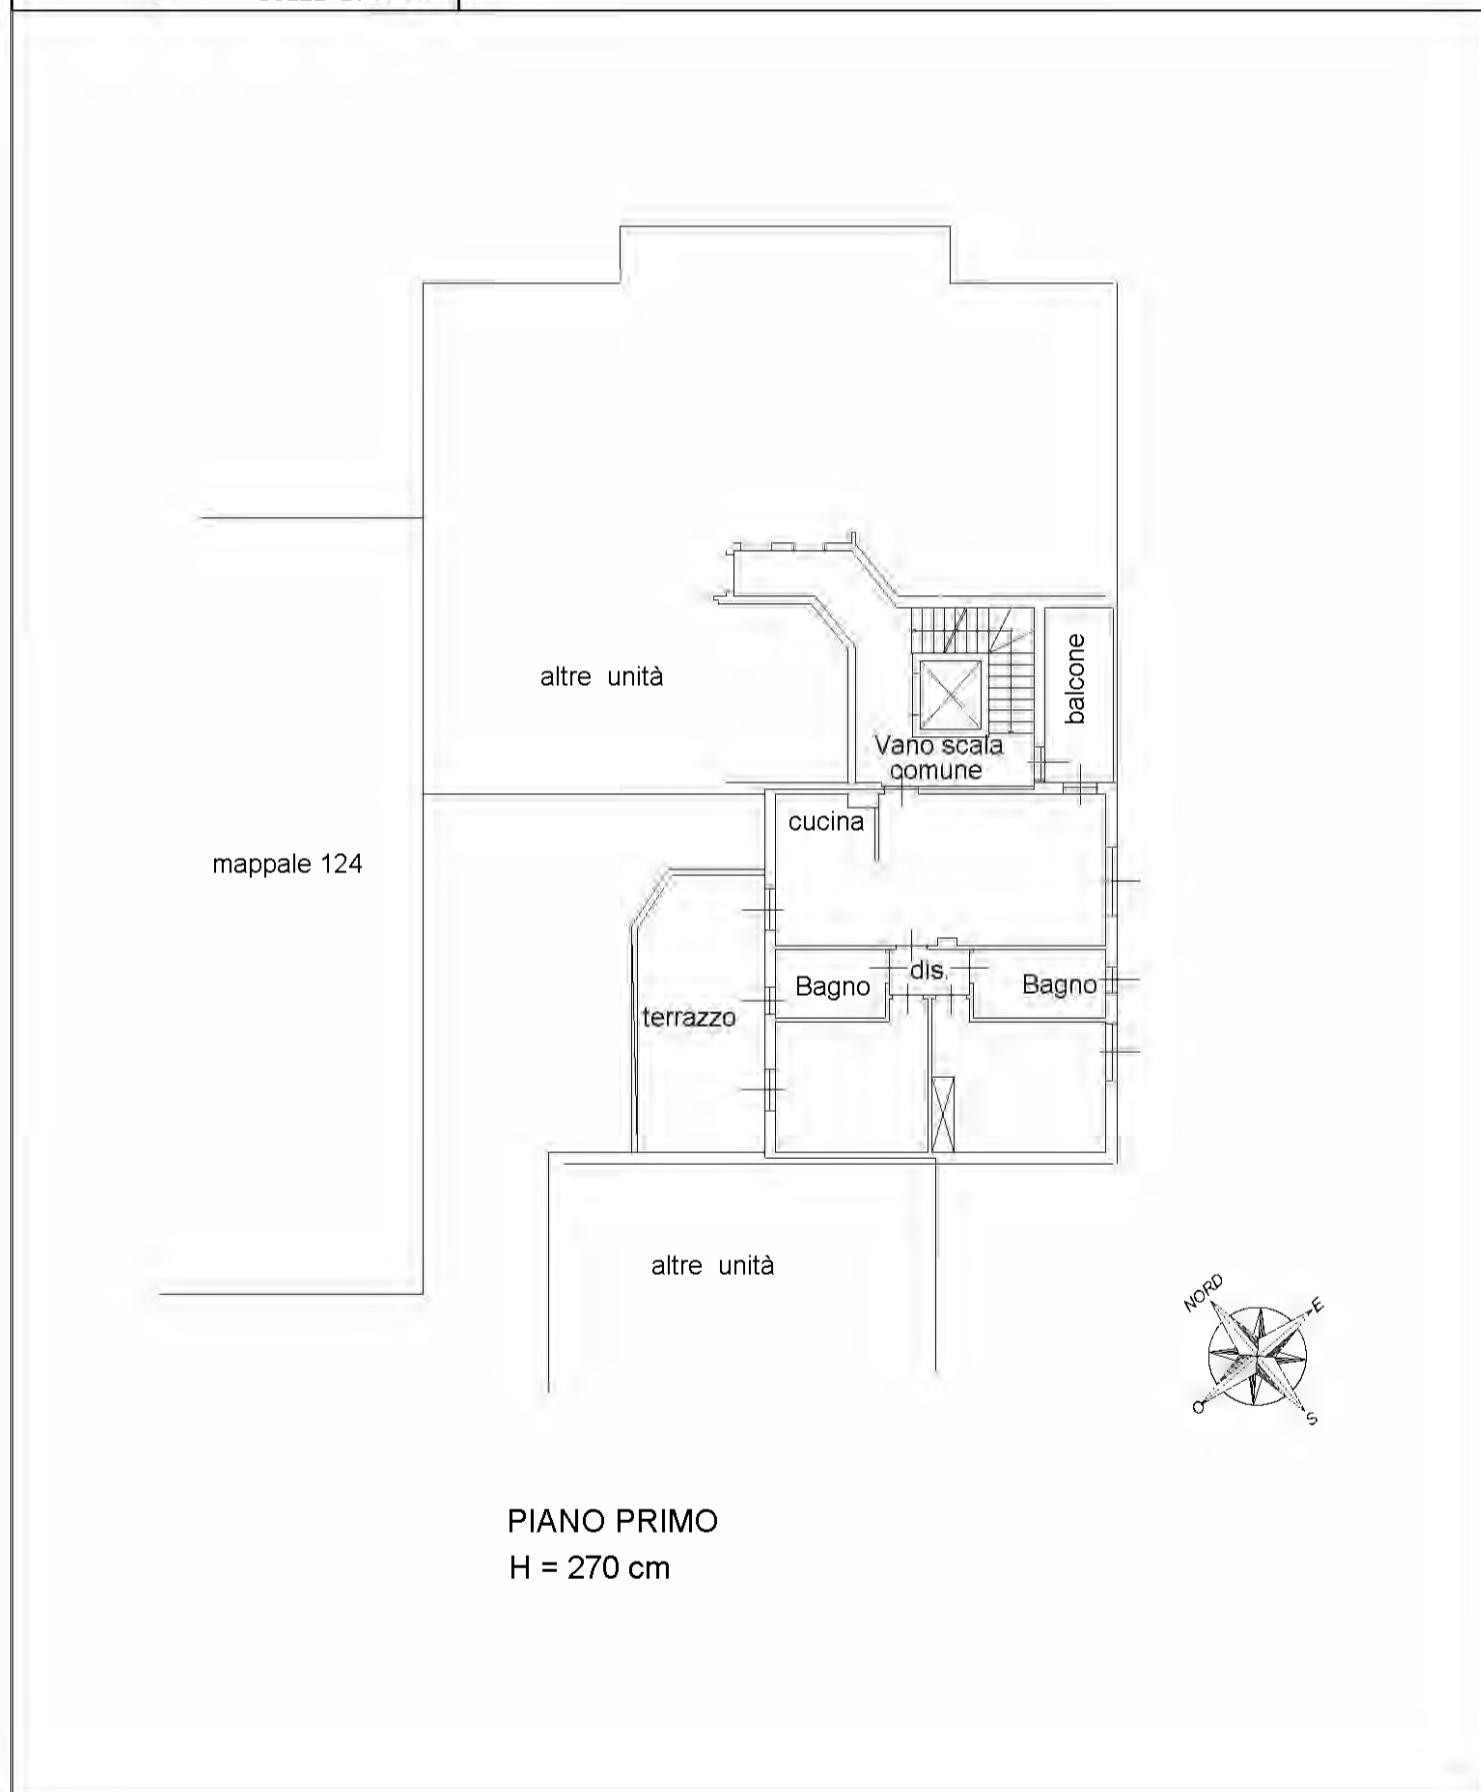 altre unità
balcone
Vano scala
comune
cucina
mappale 124
dis.
Bagno
Bagno
terrazzo
altre unità
NORD
E
O
S
PIANO PRIMO
H = 270 cm